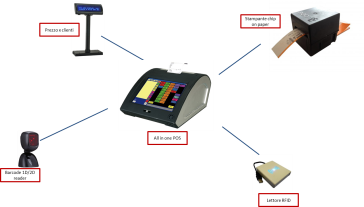 Prezzo x clienti
Stampante chip
on paper
All in one POS
Barcode 1D/2D
reader
Lettore RFID